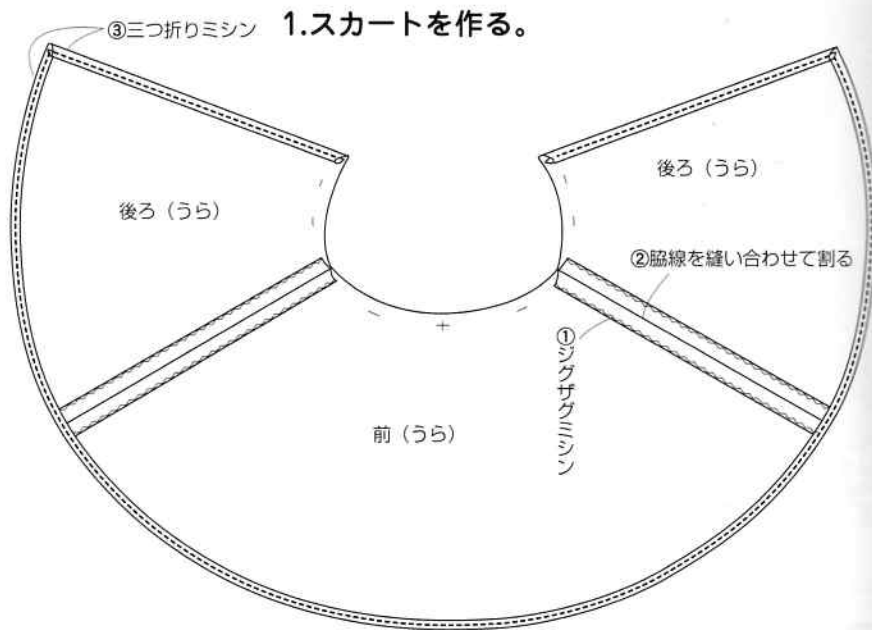 ③三つ折りミシン
1.スカートを作る。
後ろ（うら）
後ろ（うら）
②脇線を縫い合わせて割る
①ジグザグミシン
前（うら）